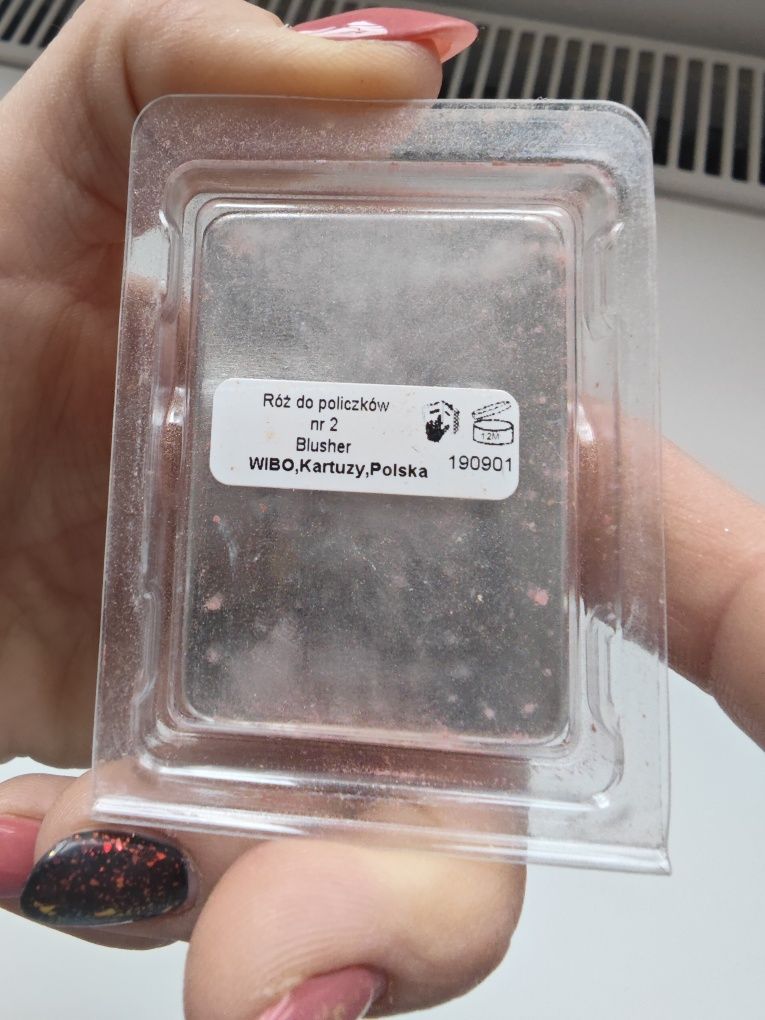 Róż do policzków
nr 2
Blusher
WIBO,Kartuzy,Polska
12M
190901